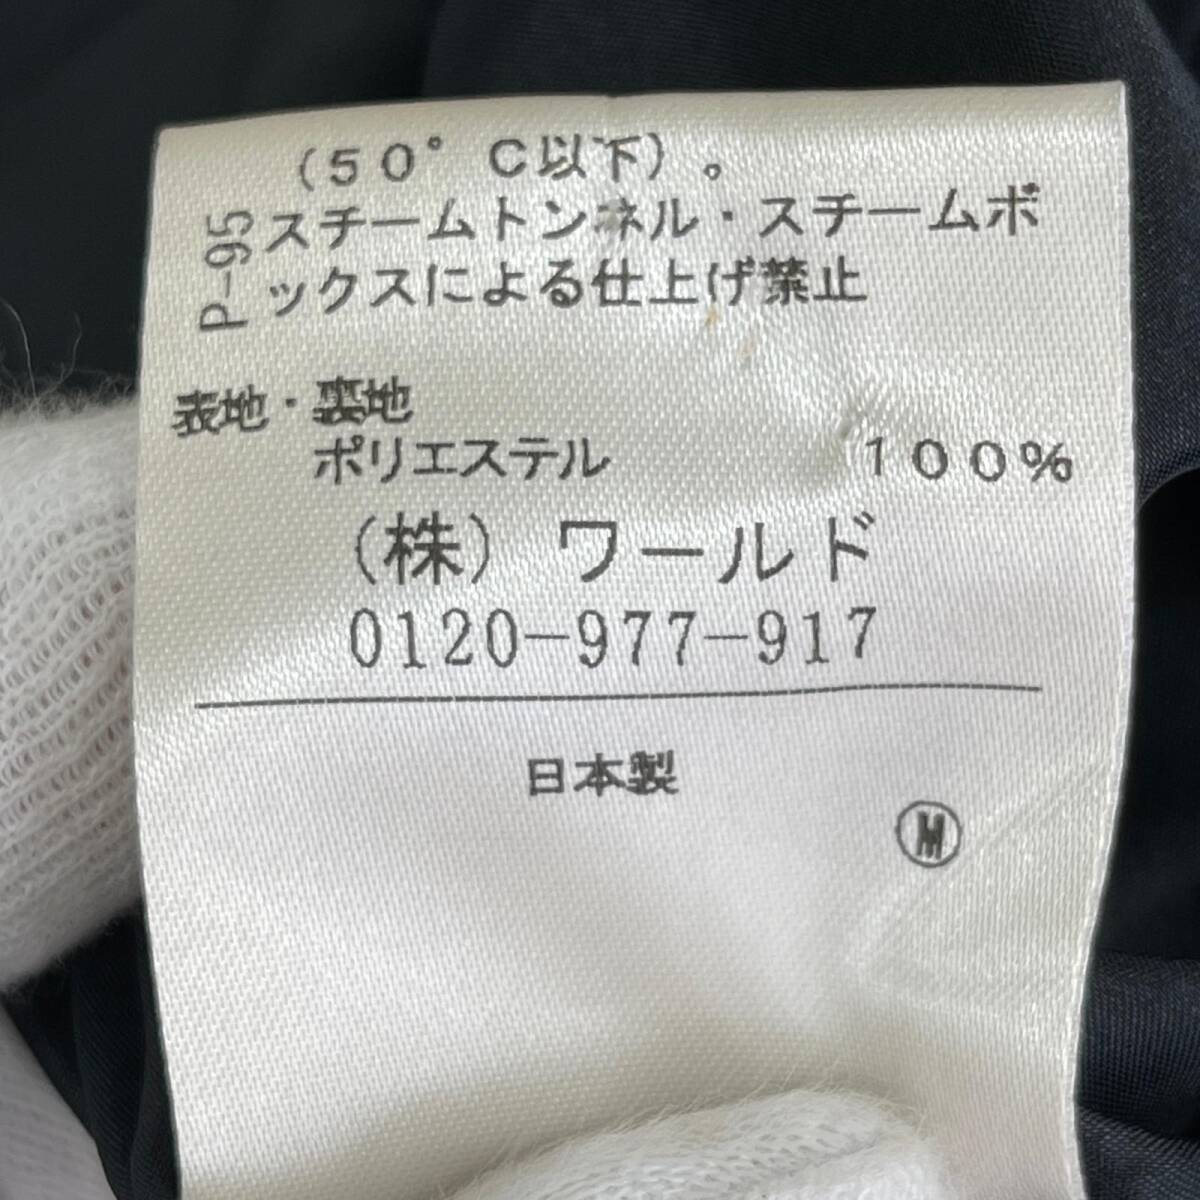 (50°C以下)。
スチームトンネル・スチームボ
ックスによる仕上げ禁止
P-95
表地・裏地
ポリエステル 100%
(株) ワールド
0120-977-917
日本製
M